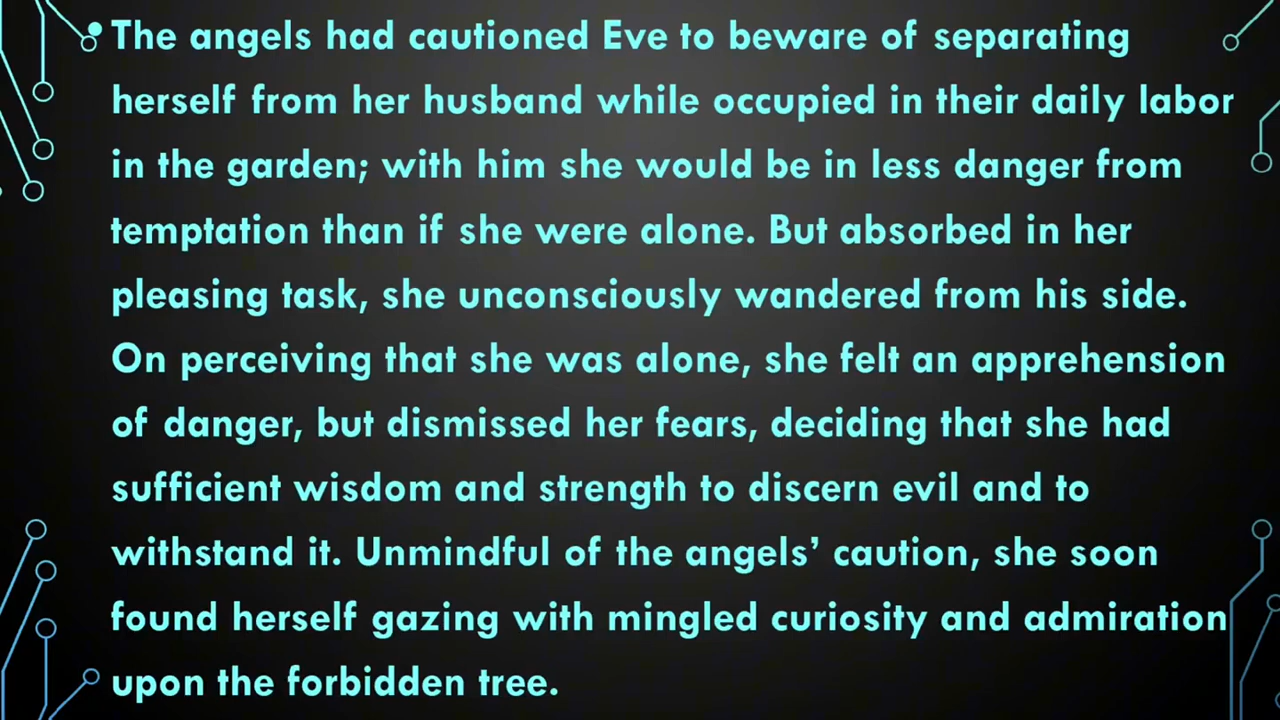 The angels had cautioned Eve to beware of separating
herself from her husband while occupied in their daily labor
in the garden; with him she would be in less danger from
temptation than if she were alone. But absorbed in her
pleasing task, she unconsciously wandered from his side.
On perceiving that she was alone, she felt an apprehension
of danger, but dismissed her fears, deciding that she had
sufficient wisdom and strength to discern evil and to
withstand it. Unmindful of the angels’ caution, she soon
found herself gazing with mingled curiosity and admiration
upon the forbidden tree.